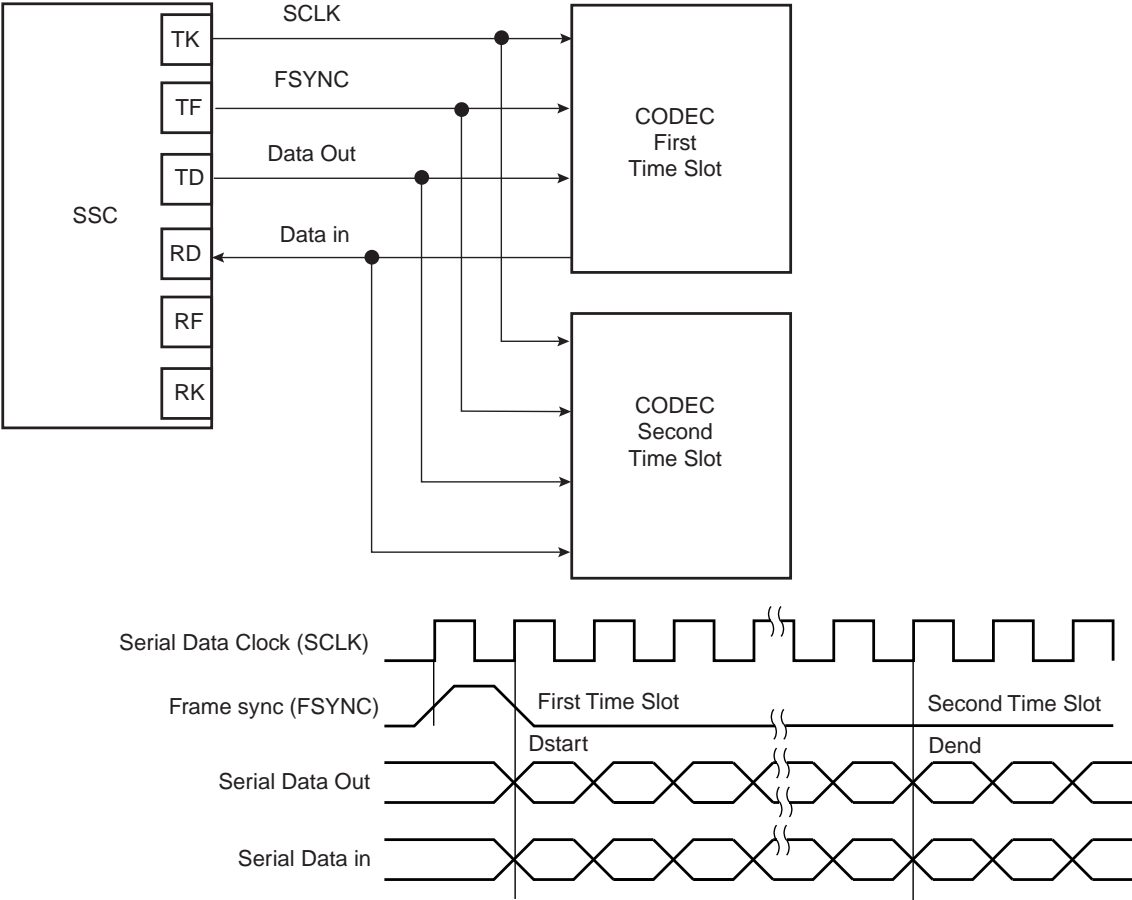 SCLK
TK
FSYNC
TF
CODEC
First
Time Slot
Data Out
TD
SSC
Data in
RD
RF
RK
CODEC
Second
Time Slot
Serial Data Clock (SCLK)
Frame sync (FSYNC)
First Time Slot
Second Time Slot
Dstart
Dend
Serial Data Out
Serial Data in